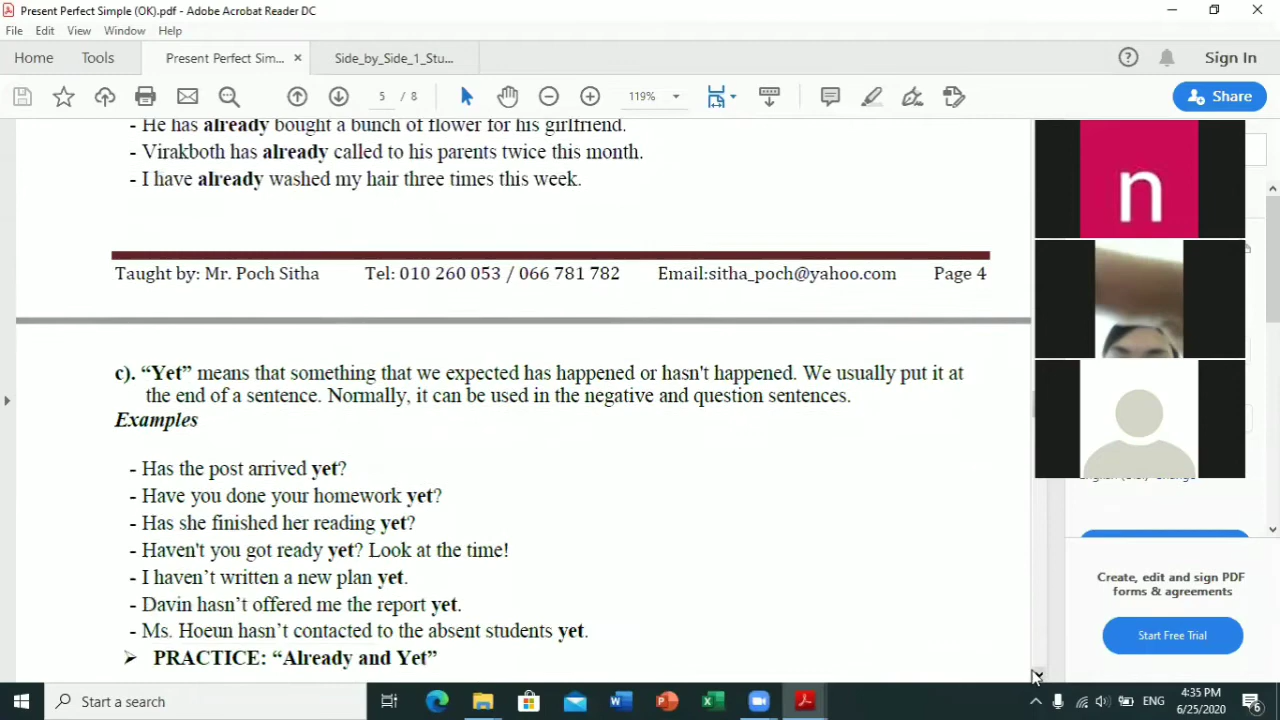 Present Perfect Simple (OK).pdf - Adobe Acrobat Reader DC
File Edit View Window Help
Home Tools Present Perfect Sim... Side_by_Side_1_Stu... Sign In
5 / 8 119% Share
- He has already bought a bunch of flower for his girlfriend.
- Virakboth has already called to his parents twice this month.
- I have already washed my hair three times this week.
n
Taught by: Mr. Poch Sitha Tel: 010 260 053 / 066 781 782 Email:sitha_poch@yahoo.com Page 4
c). “Yet” means that something that we expected has happened or hasn't happened. We usually put it at
the end of a sentence. Normally, it can be used in the negative and question sentences.
Examples
- Has the post arrived yet?
- Have you done your homework yet?
- Has she finished her reading yet?
- Haven't you got ready yet? Look at the time!
- I haven’t written a new plan yet.
- Davin hasn’t offered me the report yet.
- Ms. Hoeun hasn’t contacted to the absent students yet.
➢ PRACTICE: “Already and Yet”
Create, edit and sign PDF
forms & agreements
Start Free Trial
Start a search
ENG
4:35 PM
6/25/2020
6